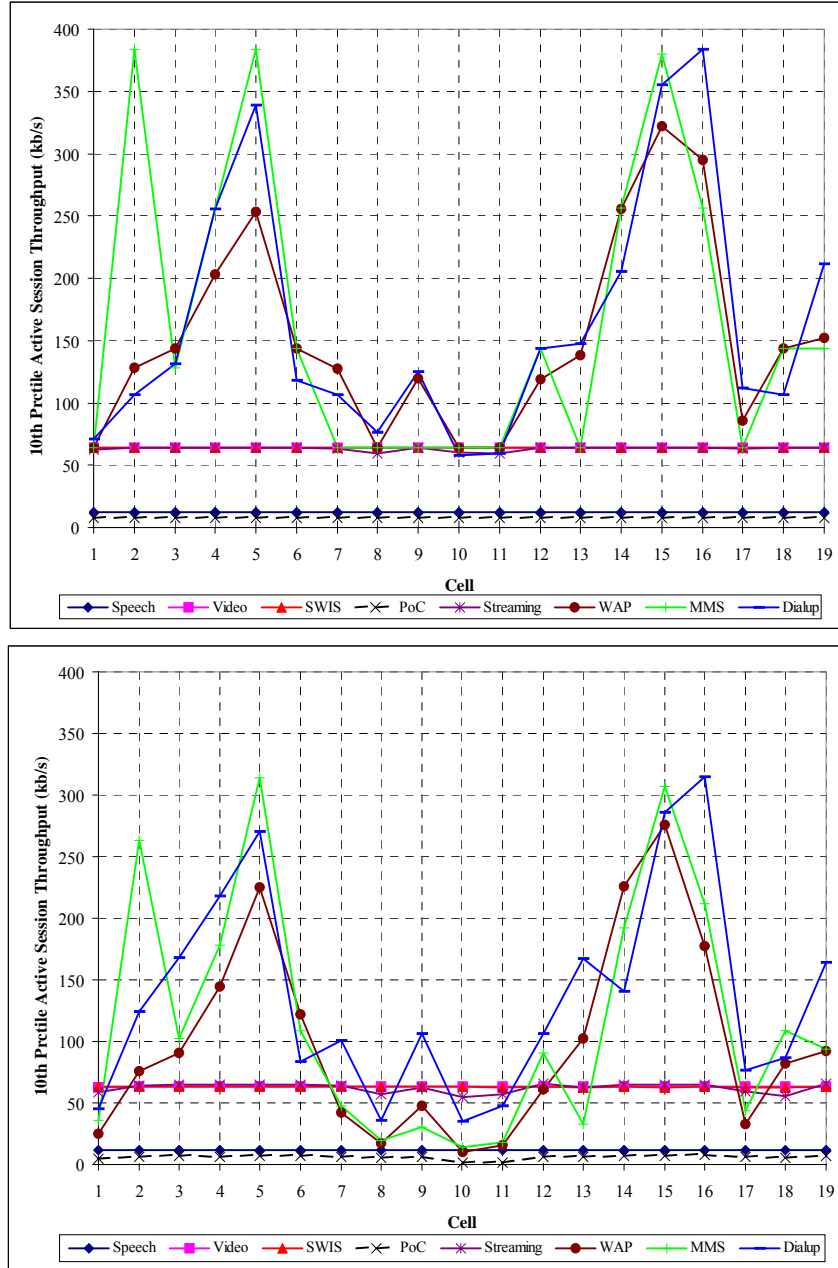 400
350
300
250
200
150
100
50
0
10th Prctile Active Session Throughput (kb/s)
1 2 3 4 5 6 7 8 9 10 11 12 13 14 15 16 17 18 19
Cell
Speech Video SWIS PoC Streaming WAP MMS Dialup
400
350
300
250
200
150
100
50
0
10th Prctile Active Session Throughput (kb/s)
1 2 3 4 5 6 7 8 9 10 11 12 13 14 15 16 17 18 19
Cell
Speech Video SWIS PoC Streaming WAP MMS Dialup